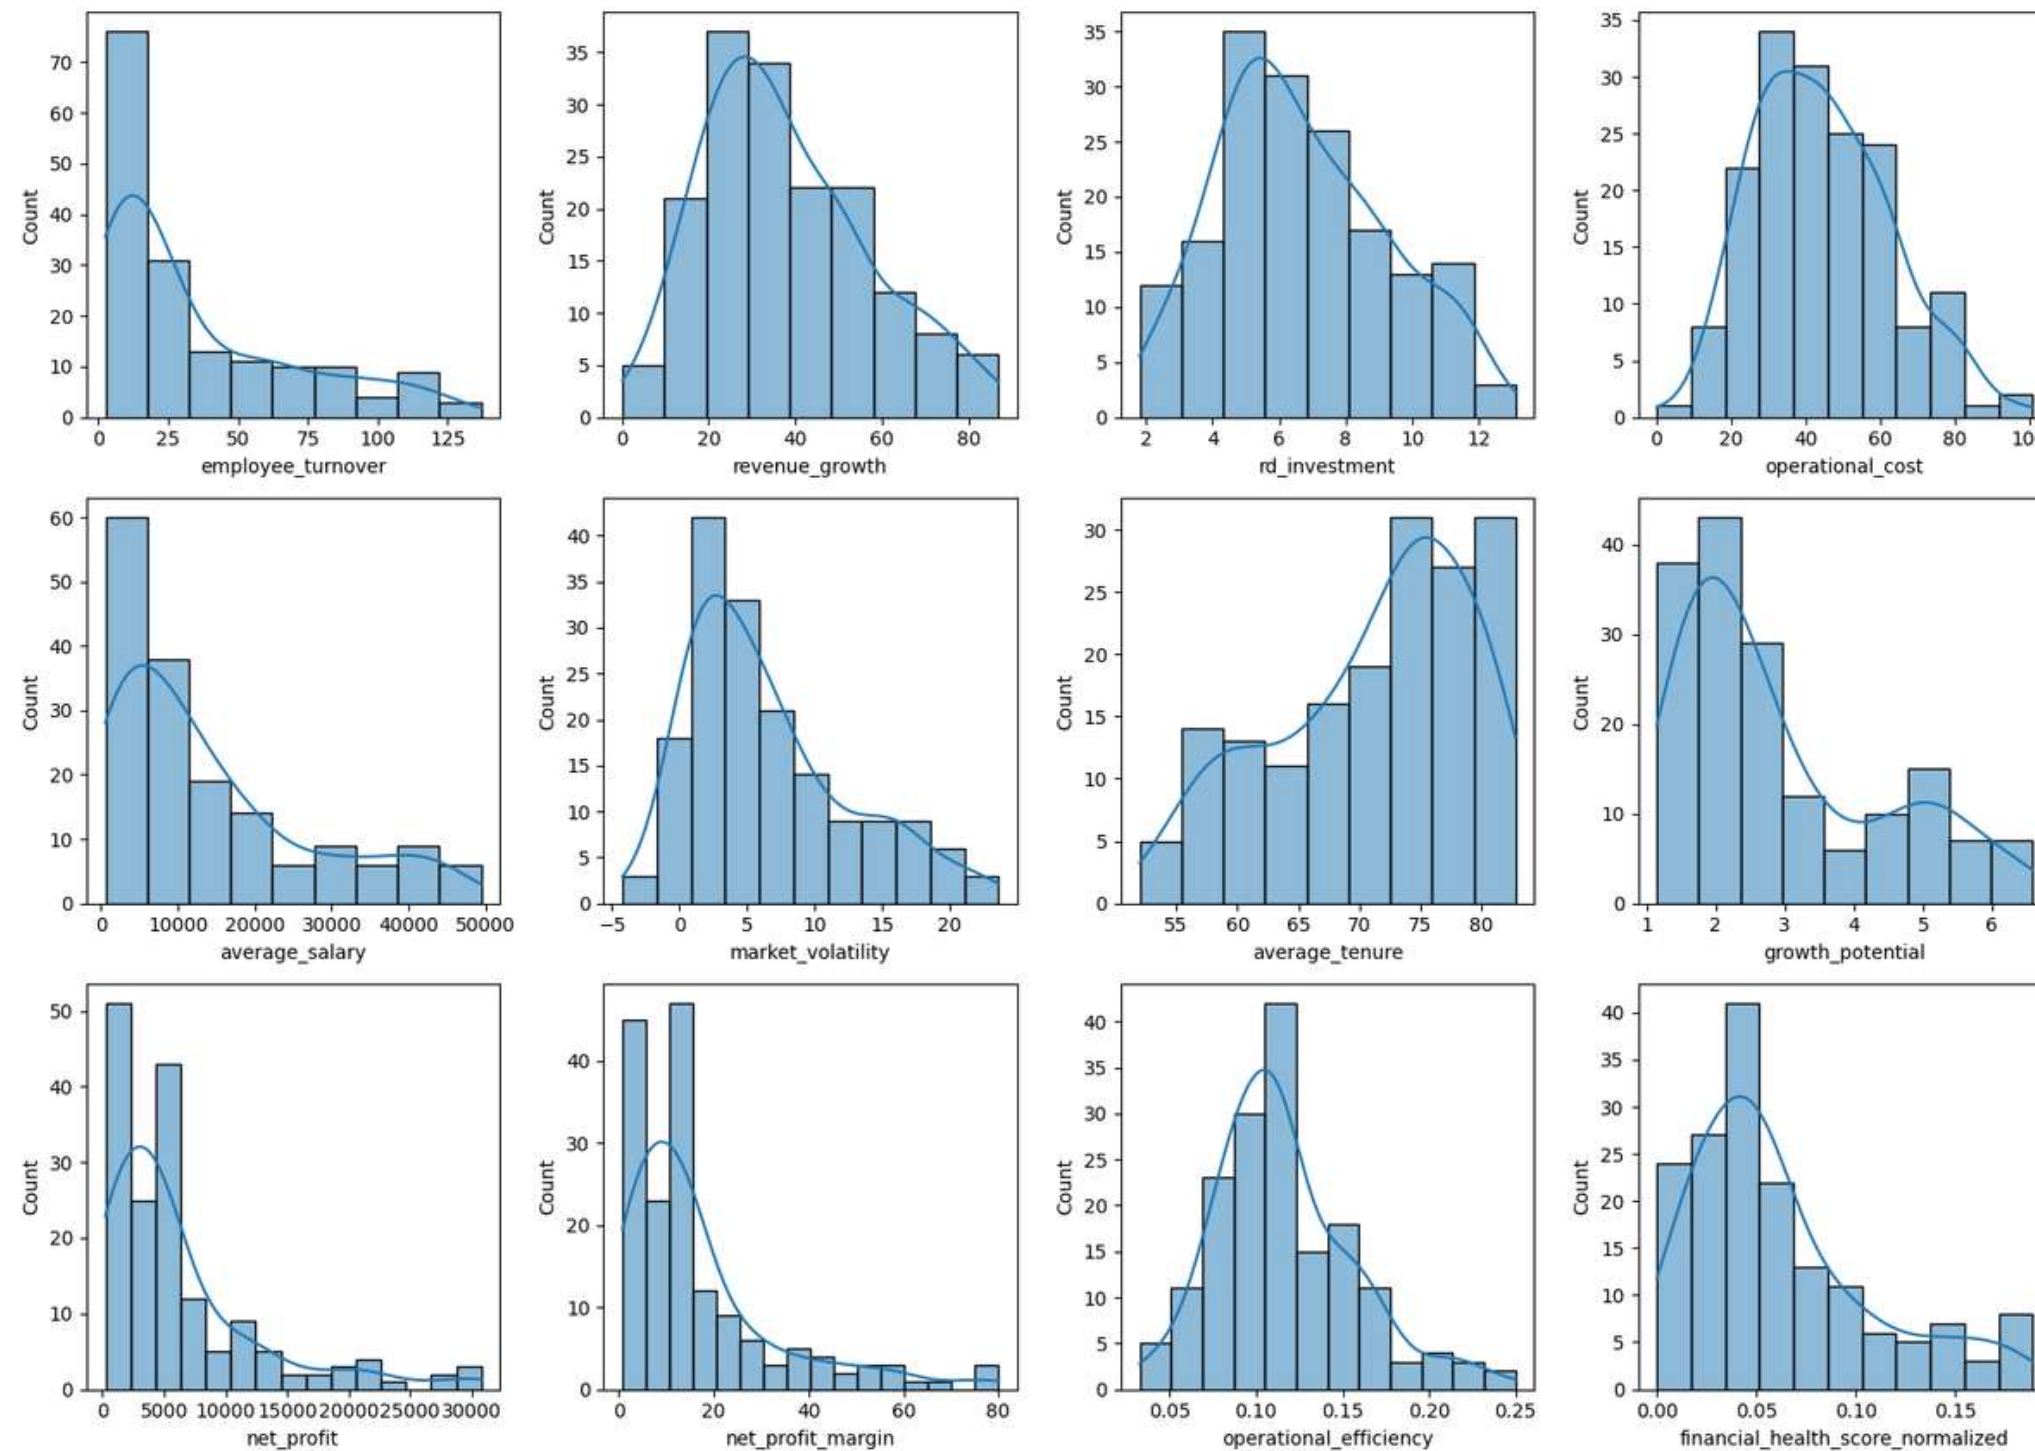 70
60
50
40
30
20
10
0
Count
0 25 50 75 100 125
employee_turnover
35
30
25
20
15
10
5
0
Count
0 20 40 60 80
revenue_growth
35
30
25
20
15
10
5
0
Count
2 4 6 8 10 12
rd_investment
35
30
25
20
15
10
5
0
Count
0 20 40 60 80 10
operational_cost
60
50
40
30
20
10
0
Count
0 10000 20000 30000 40000 50000
average_salary
40
35
30
25
20
15
10
5
0
Count
−5 0 5 10 15 20
market_volatility
30
25
20
15
10
5
0
Count
55 60 65 70 75 80
average_tenure
40
30
20
10
0
Count
1 2 3 4 5 6
growth_potential
50
40
30
20
10
0
Count
0 5000 10000 15000 20000 25000 30000
net_profit
40
30
20
10
0
Count
0 20 40 60 80
net_profit_margin
40
35
30
25
20
15
10
5
0
Count
0.05 0.10 0.15 0.20 0.25
operational_efficiency
40
35
30
25
20
15
10
5
0
Count
0.00 0.05 0.10 0.15
financial_health_score_normalized